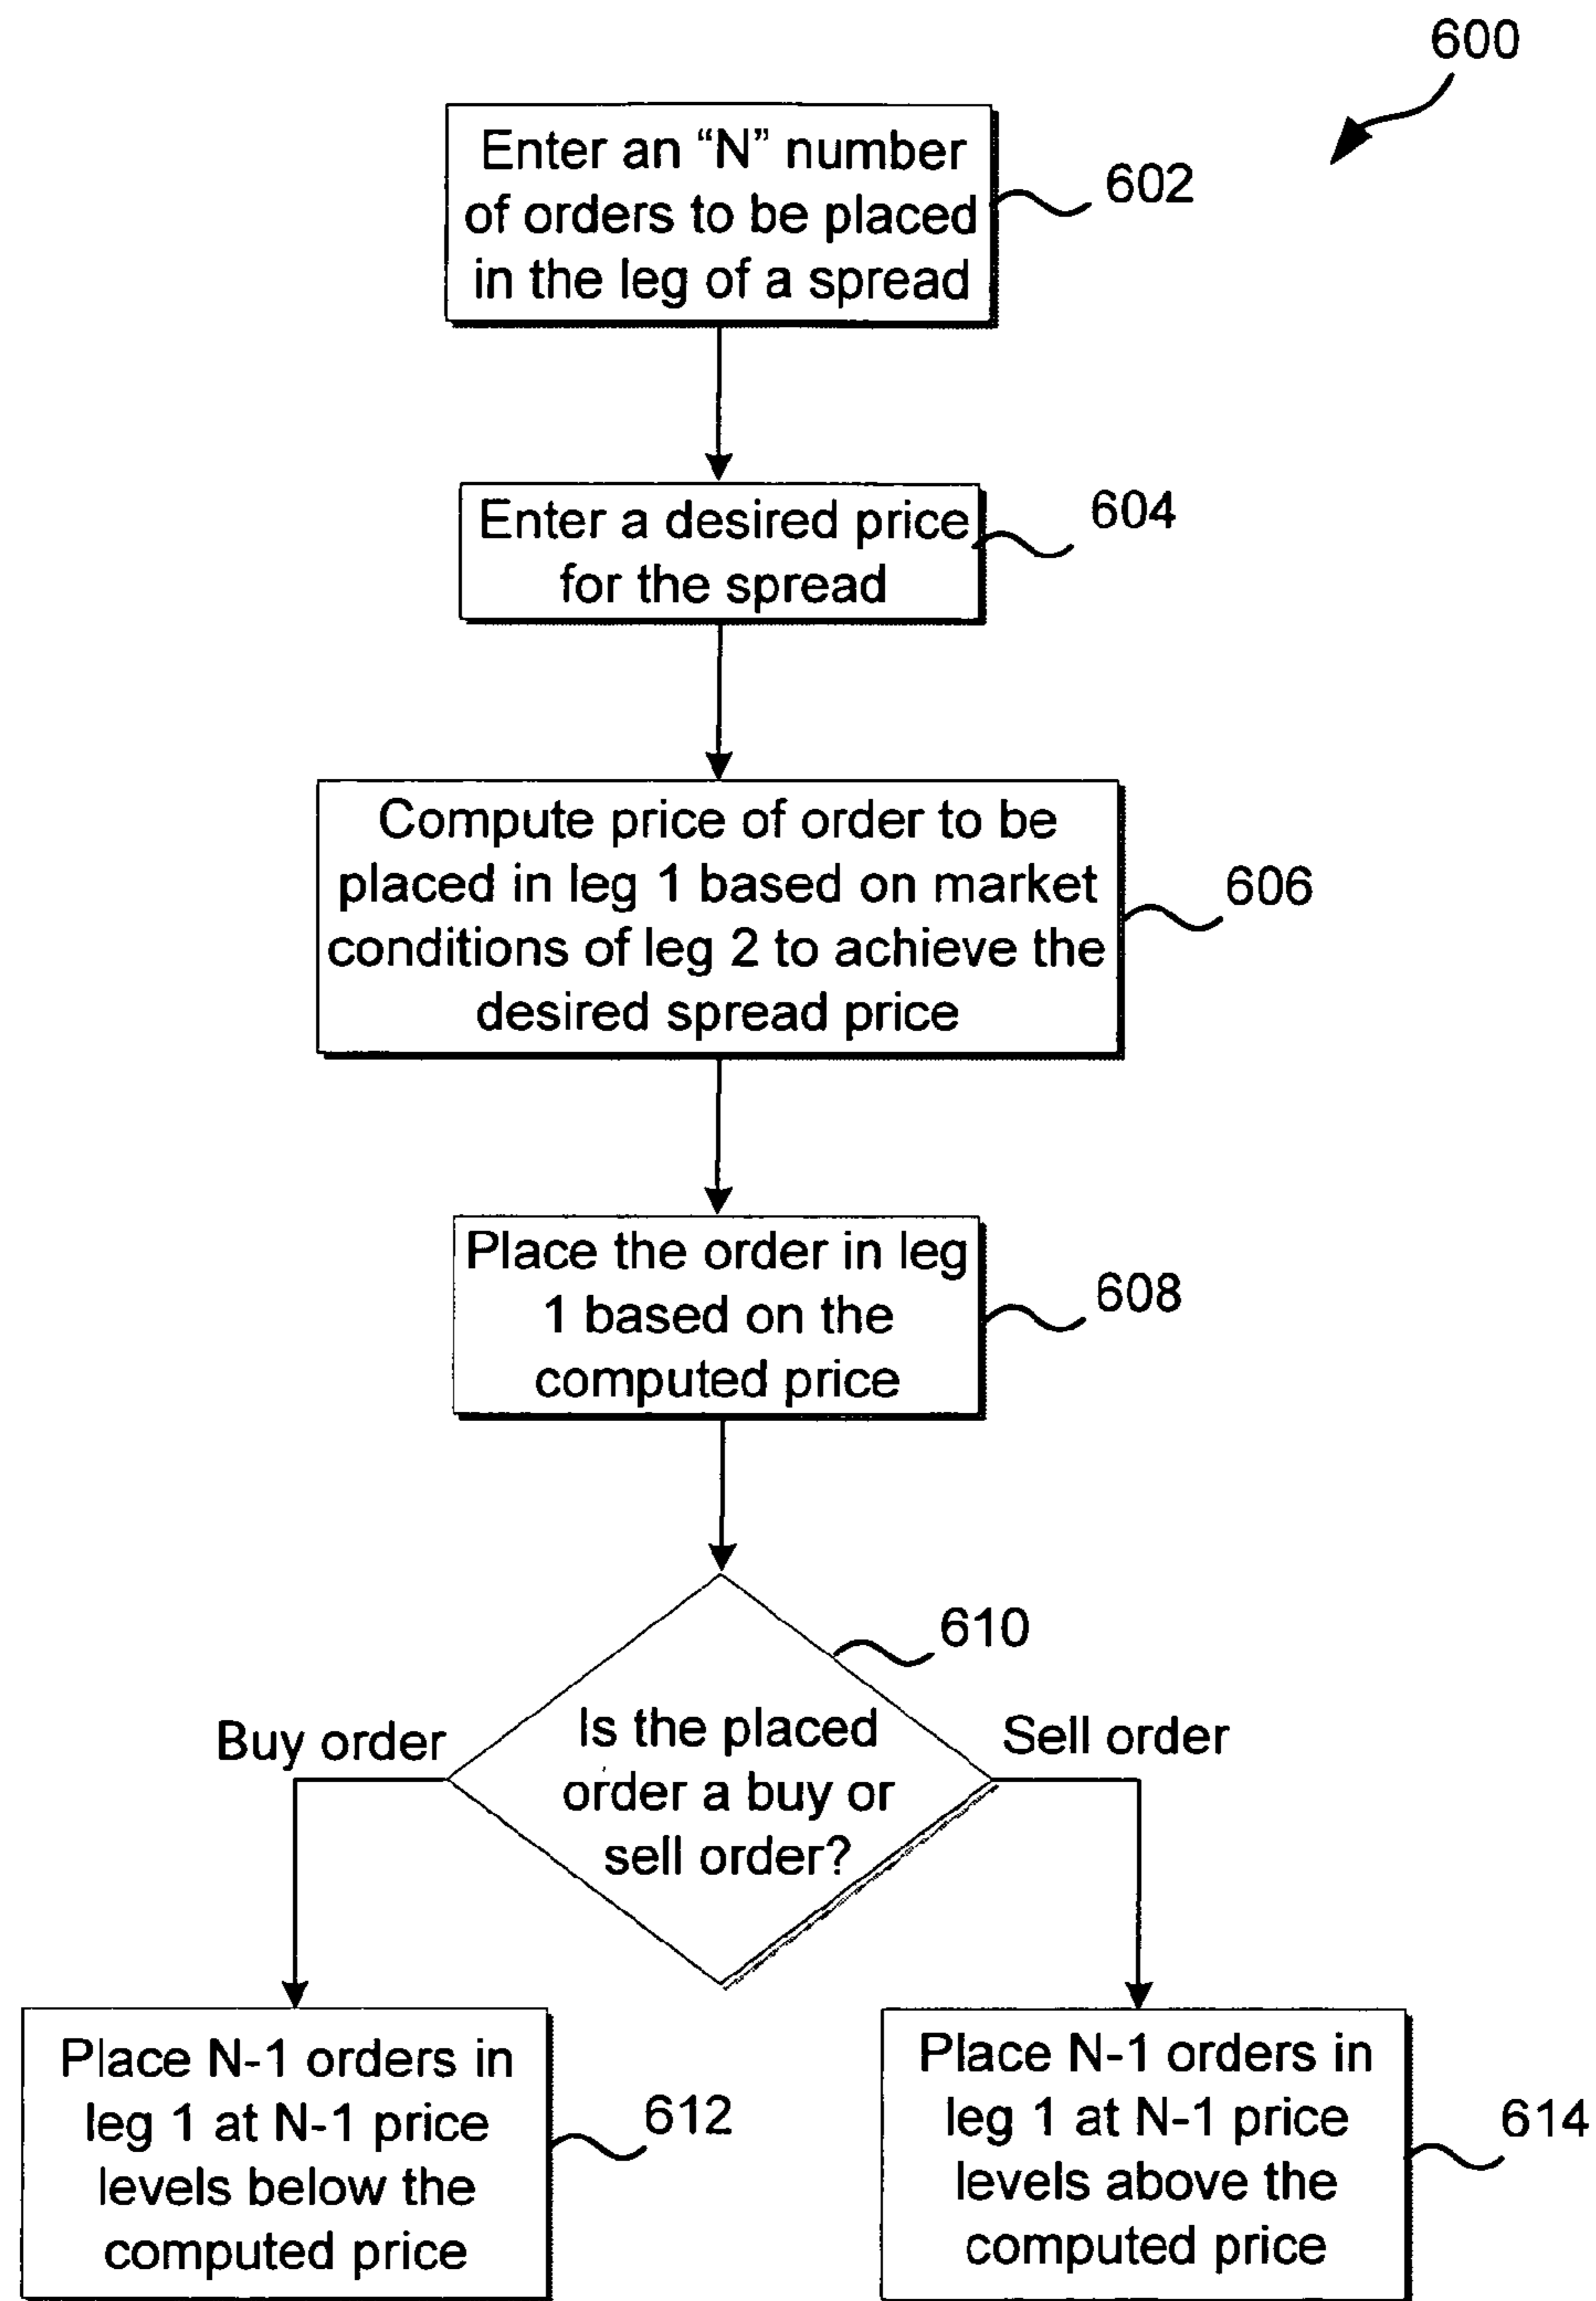 600
Enter an “N” number
of orders to be placed
in the leg of a spread
602
Enter a desired price
for the spread
604
Compute price of order to be
placed in leg 1 based on market
conditions of leg 2 to achieve the
desired spread price
606
Place the order in leg
1 based on the
computed price
608
610
Is the placed
order a buy or
sell order?
Buy order
Sell order
Place N-1 orders in
leg 1 at N-1 price
levels below the
computed price
612
Place N-1 orders in
leg 1 at N-1 price
levels above the
computed price
614